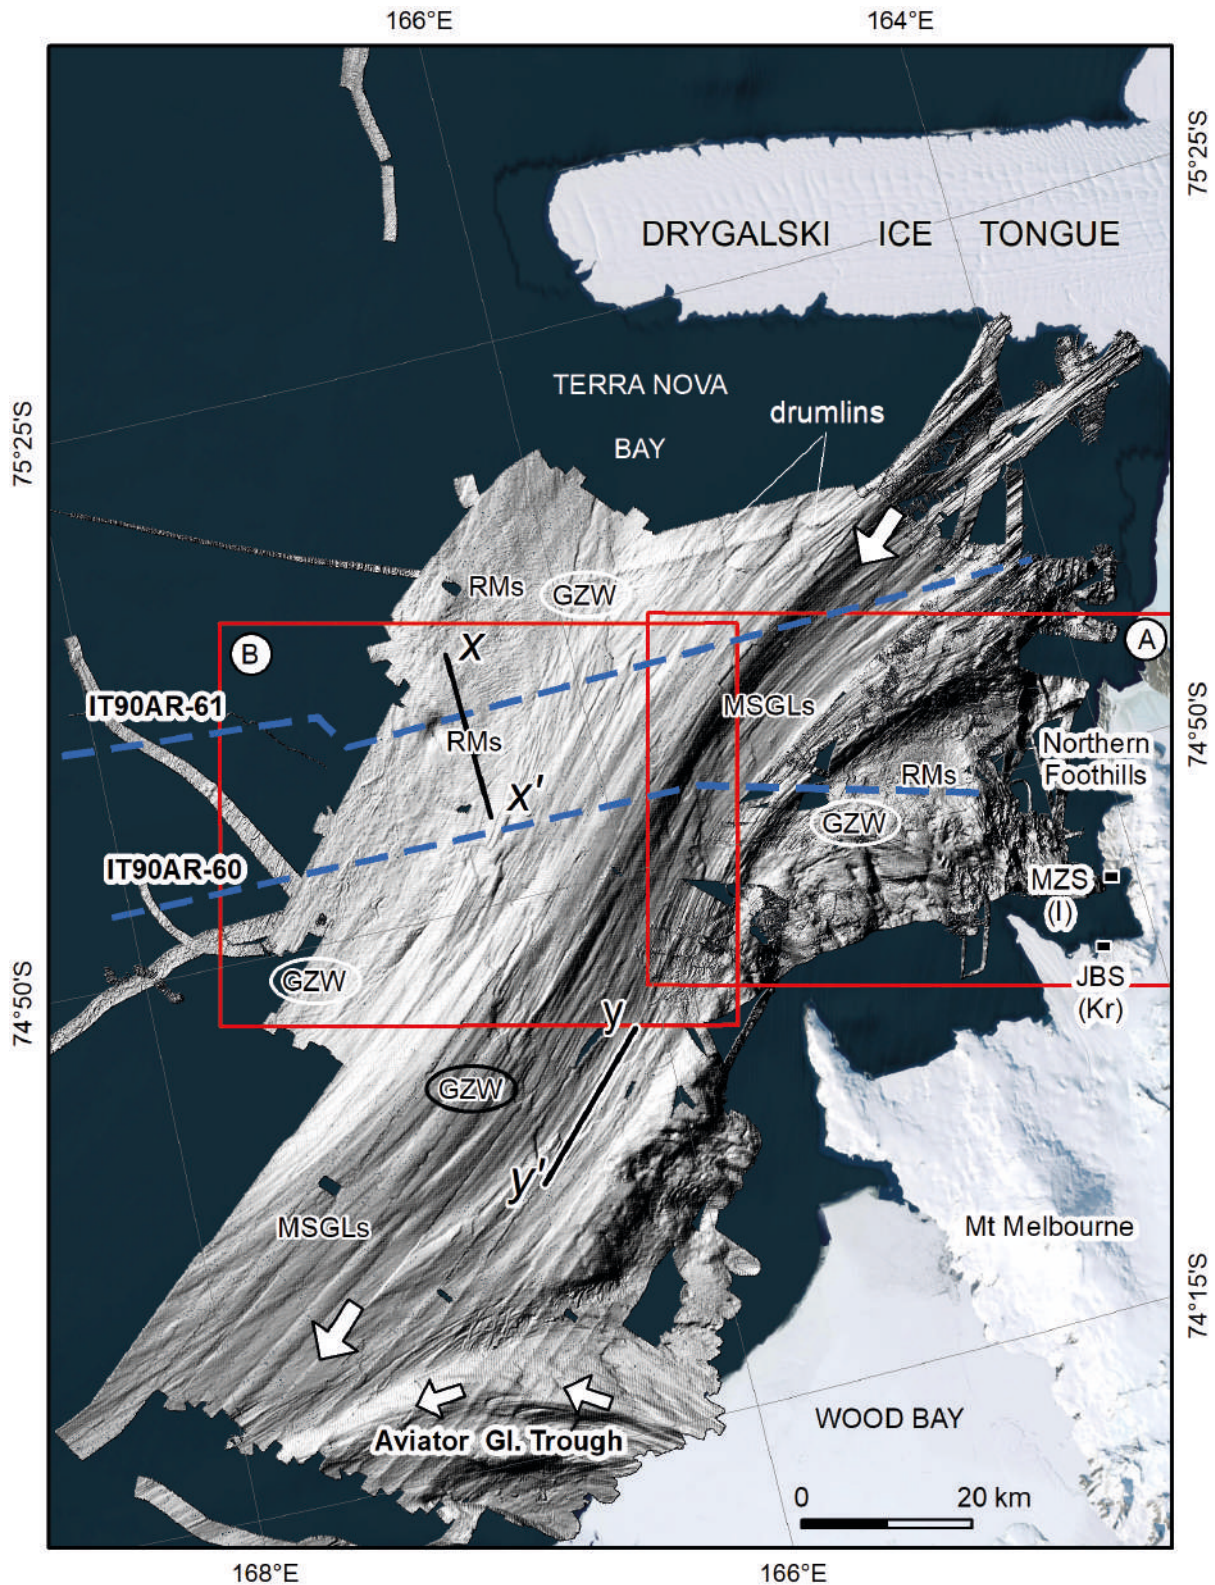 166°E
164°E
75°25'S
DRYGALSKI ICE TONGUE
TERRA NOVA
BAY
drumlins
75°25'S
RMs
GZW
B
X
A
IT90AR-61
MSGLs
74°50'S
RMs
Northern
Foothills
RMs
X'
GZW
IT90AR-60
MZS
(I)
GZW
JBS
(Kr)
74°50'S
y
GZW
y'
MSGLs
Mt Melbourne
74°15'S
WOOD BAY
Aviator Gl. Trough
0
20 km
168°E
166°E